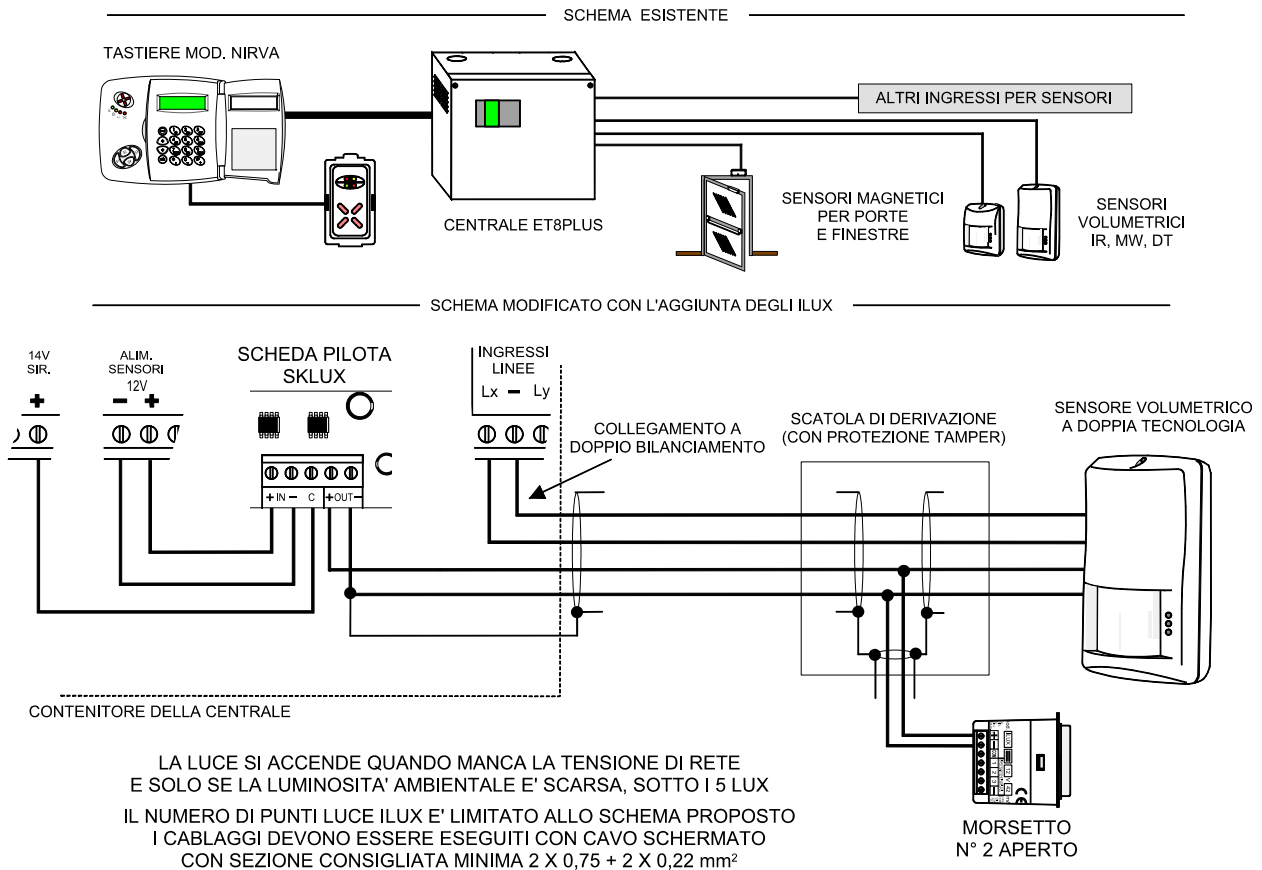 SCHEMA ESISTENTE
TASTIERE MOD. NIRVA
CENTRALE ET8PLUS
ALTRI INGRESSI PER SENSORI
SENSORI MAGNETICI
PER PORTE
E FINESTRE
SENSORI
VOLUMETRICI
IR, MW, DT
SCHEMA MODIFICATO CON L'AGGIUNTA DEGLI ILUX
14V
SIR.
+
ALIM.
SENSORI
12V
– +
SCHEDA PILOTA
SKLUX
+ IN – C + OUT –
INGRESSI
LINEE
Lx – Ly
COLLEGAMENTO A
DOPPIO BILANCIAMENTO
SCATOLA DI DERIVAZIONE
(CON PROTEZIONE TAMPER)
SENSORE VOLUMETRICO
A DOPPIA TECNOLOGIA
CONTENITORE DELLA CENTRALE
LA LUCE SI ACCENDE QUANDO MANCA LA TENSIONE DI RETE
E SOLO SE LA LUMINOSITA' AMBIENTALE E' SCARSA, SOTTO I 5 LUX
IL NUMERO DI PUNTI LUCE ILUX E' LIMITATO ALLO SCHEMA PROPOSTO
I CABLAGGI DEVONO ESSERE ESEGUITI CON CAVO SCHERMATO
CON SEZIONE CONSIGLIATA MINIMA 2 X 0,75 + 2 X 0,22 mm²
CE
MORSETTO
N° 2 APERTO